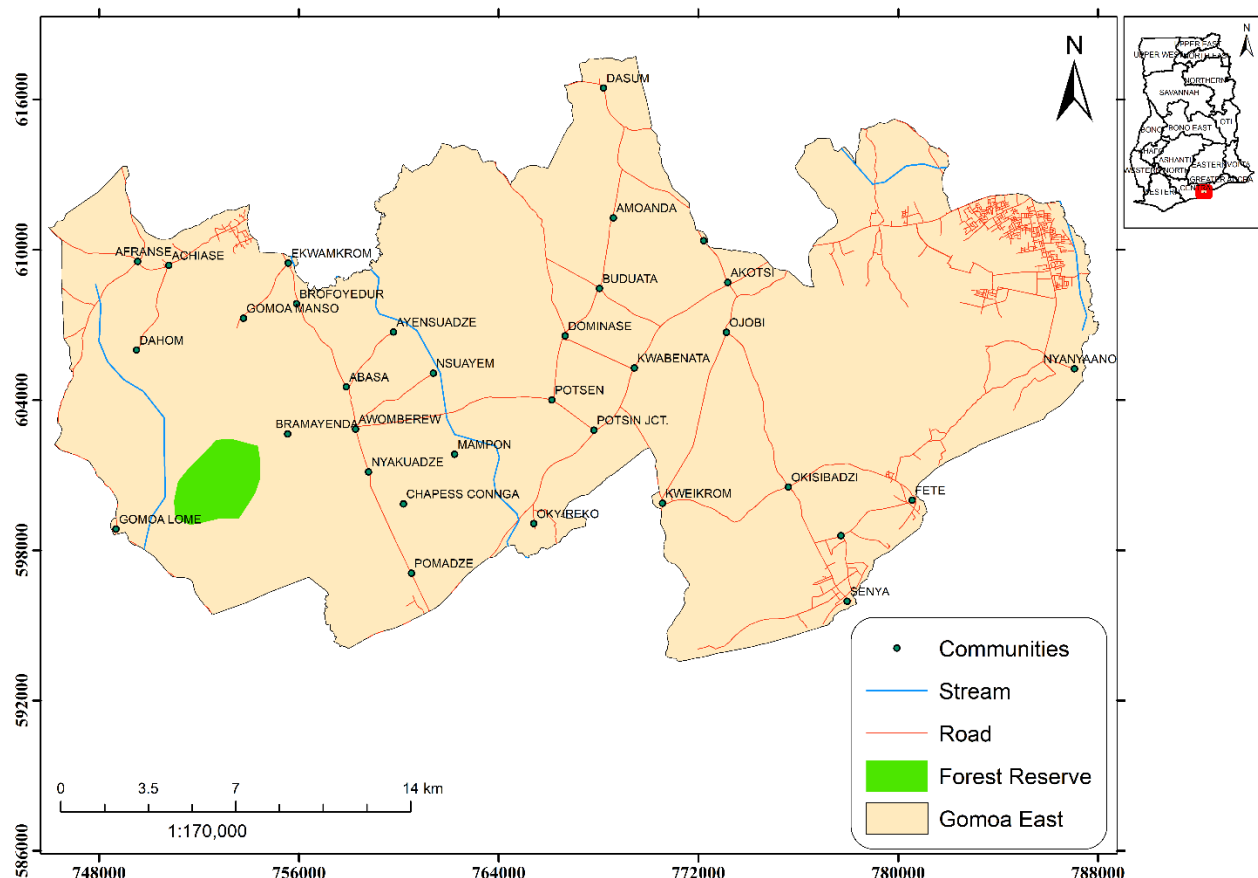 N
N
UPPER EAST
UPPER WEST
NORTH EAST
NORTHERN
SAVANNAH
OTI
BONO
BONO EAST
AHAFO
ASHANTI
EASTERN
VOLTA
WESTERN NORTH
GREATER ACCRA
616000
610000
604000
598000
592000
586000
DASUM
AMOANDA
AFRANSE
ACHIASE
EKWAMKROM
AKOTSI
BUDUATA
BROFOYEDUR
GOMOA MANSO
AYENSUADZE
DOMINASE
OJOBI
DAHOM
NSUAYEM
KWABENATA
NYANYAANO
ABASA
POTSEN
BRAMAYENDA
AWOMBEREW
POTSIN JCT.
MAMPON
NYAKUADZE
OKISIBADZI
CHAPESS CONNGA
KWEIKROM
FETE
GOMOA LOME
OKYIREKO
POMADZE
SENYA
Communities
Stream
Road
Forest Reserve
Gomoa East
0 3.5 7 14 km
1:170,000
748000 756000 764000 772000 780000 788000